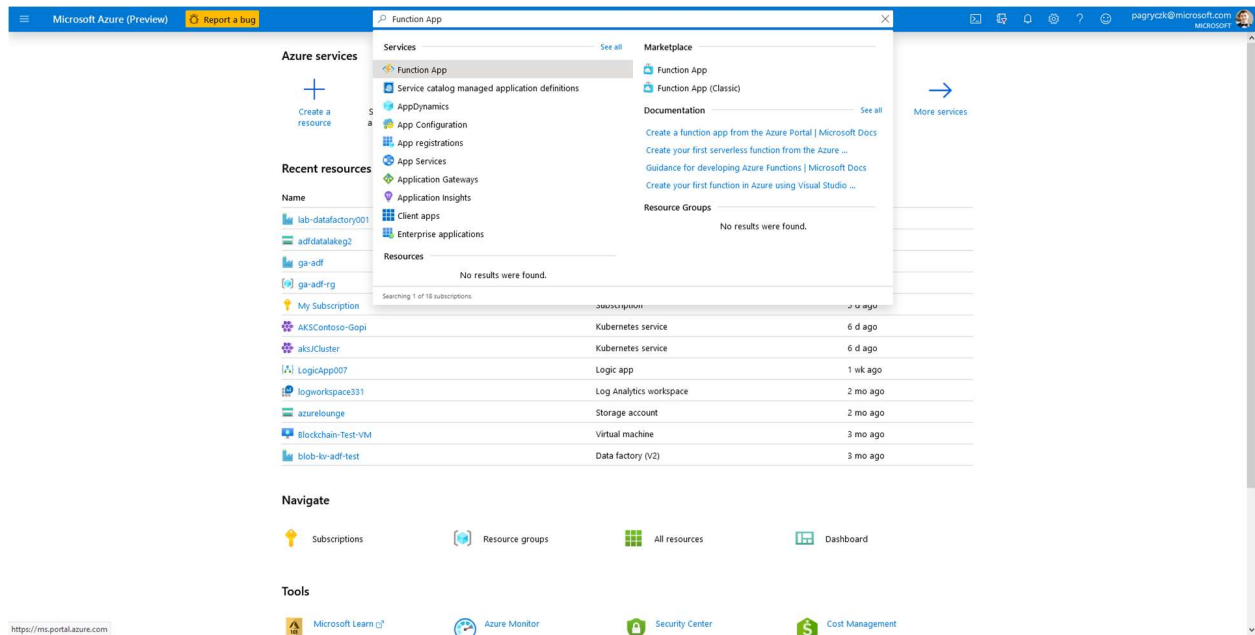 Microsoft Azure (Preview)
Report a bug
Function App
pagryczk@microsoft.com
MICROSOFT
Azure services
Create a resource
S
a
More services
Services
See all
Function App
Service catalog managed application definitions
AppDynamics
App Configuration
App registrations
App Services
Application Gateways
Application Insights
Client apps
Enterprise applications
Resources
No results were found.
Searching 1 of 18 subscriptions.
Marketplace
Function App
Function App (Classic)
Documentation
See all
Create a function app from the Azure Portal | Microsoft Docs
Create your first serverless function from the Azure ...
Guidance for developing Azure Functions | Microsoft Docs
Create your first function in Azure using Visual Studio ...
Resource Groups
No results were found.
Recent resources
Name
lab-datafactory001
adfdatalakeg2
ga-adf
ga-adf-rg
My Subscription Subscription 5 d ago
AKSContoso-Gopi Kubernetes service 6 d ago
aksJCluster Kubernetes service 6 d ago
LogicApp007 Logic app 1 wk ago
logworkspace331 Log Analytics workspace 2 mo ago
azurelounge Storage account 2 mo ago
Blockchain-Test-VM Virtual machine 3 mo ago
blob-kv-adf-test Data factory (V2) 3 mo ago
Navigate
Subscriptions Resource groups All resources Dashboard
Tools
Microsoft Learn Azure Monitor Security Center Cost Management
https://ms.portal.azure.com